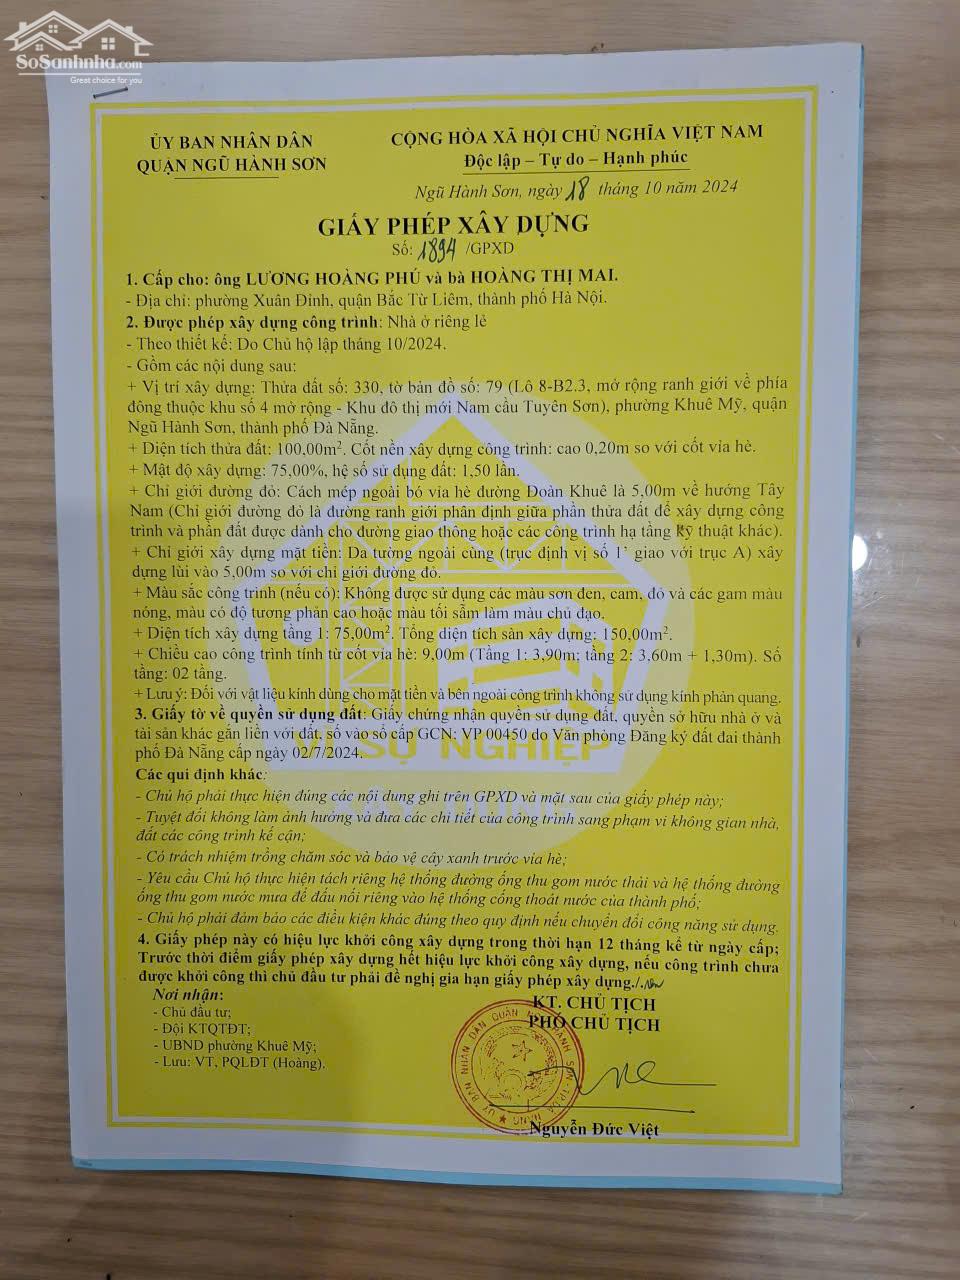 SoSanhnha.com
Great choice for you
ỦY BAN NHÂN DÂN
QUẬN NGŨ HÀNH SƠN
CỘNG HÒA XÃ HỘI CHỦ NGHĨA VIỆT NAM
Độc lập – Tự do – Hạnh phúc
Ngũ Hành Sơn, ngày 18 tháng 10 năm 2024
GIẤY PHÉP XÂY DỰNG
Số: 1894 /GPXD
1. Cấp cho: ông LƯƠNG HOÀNG PHÚ và bà HOÀNG THỊ MAI.
- Địa chỉ: phường Xuân Đỉnh, quận Bắc Từ Liêm, thành phố Hà Nội.
2. Được phép xây dựng công trình: Nhà ở riêng lẻ
- Theo thiết kế: Do Chủ hộ lập tháng 10/2024.
- Gồm các nội dung sau:
+ Vị trí xây dựng: Thửa đất số: 330, tờ bản đồ số: 79 (Lô 8-B2.3, mở rộng ranh giới về phía
đông thuộc khu số 4 mở rộng - Khu đô thị mới Nam cầu Tuyên Sơn), phường Khuê Mỹ, quận
Ngũ Hành Sơn, thành phố Đà Nẵng.
+ Diện tích thửa đất: 100,00m². Cốt nền xây dựng công trình: cao 0,20m so với cốt vỉa hè.
+ Mật độ xây dựng: 75,00%, hệ số sử dụng đất: 1,50 lần.
+ Chỉ giới đường đỏ: Cách mép ngoài bó vỉa hè đường Đoàn Khuê là 5,00m về hướng Tây
Nam (Chỉ giới đường đỏ là đường ranh giới phân định giữa phần thửa đất để xây dựng công
trình và phần đất được dành cho đường giao thông hoặc các công trình hạ tầng kỹ thuật khác).
+ Chỉ giới xây dựng mặt tiền: Da tường ngoài cùng (trục định vị số 1’ giao với trục A) xây
dựng lùi vào 5,00m so với chỉ giới đường đỏ.
+ Màu sắc công trình (nếu có): Không được sử dụng các màu sơn đen, cam, đỏ và các gam màu
nóng, màu có độ tương phản cao hoặc màu tối sẫm làm màu chủ đạo.
+ Diện tích xây dựng tầng 1: 75,00m². Tổng diện tích sàn xây dựng: 150,00m².
+ Chiều cao công trình tính từ cốt vỉa hè: 9,00m (Tầng 1: 3,90m; tầng 2: 3,60m + 1,30m). Số
tầng: 02 tầng.
+ Lưu ý: Đối với vật liệu kính dùng cho mặt tiền và bên ngoài công trình không sử dụng kính phản quang.
3. Giấy tờ về quyền sử dụng đất: Giấy chứng nhận quyền sử dụng đất, quyền sở hữu nhà ở và
tài sản khác gắn liền với đất, số vào sổ cấp GCN: VP 00450 do Văn phòng Đăng ký đất đai thành
phố Đà Nẵng cấp ngày 02/7/2024.
SỰ NGHIỆP
Các qui định khác:
- Chủ hộ phải thực hiện đúng các nội dung ghi trên GPXD và mặt sau của giấy phép này;
- Tuyệt đối không làm ảnh hưởng và đưa các chi tiết của công trình sang phạm vi không gian nhà,
đất các công trình kế cận;
- Có trách nhiệm trồng chăm sóc và bảo vệ cây xanh trước vỉa hè;
- Yêu cầu Chủ hộ thực hiện tách riêng hệ thống đường ống thu gom nước thải và hệ thống đường
ống thu gom nước mưa để đấu nối riêng vào hệ thống cống thoát nước của thành phố;
- Chủ hộ phải đảm bảo các điều kiện khác đúng theo quy định nếu chuyển đổi công năng sử dụng.
4. Giấy phép này có hiệu lực khởi công xây dựng trong thời hạn 12 tháng kể từ ngày cấp;
Trước thời điểm giấy phép xây dựng hết hiệu lực khởi công xây dựng, nếu công trình chưa
được khởi công thì chủ đầu tư phải đề nghị gia hạn giấy phép xây dựng./.
Nơi nhận:
- Chủ đầu tư;
- Đội KTQTĐT;
- UBND phường Khuê Mỹ;
- Lưu: VT, PQLĐT (Hoàng).
KT. CHỦ TỊCH
PHÓ CHỦ TỊCH
ỦY BAN NHÂN DÂN QUẬN NGŨ HÀNH SƠN - TP. ĐÀ NẴNG
Nguyễn Đức Việt